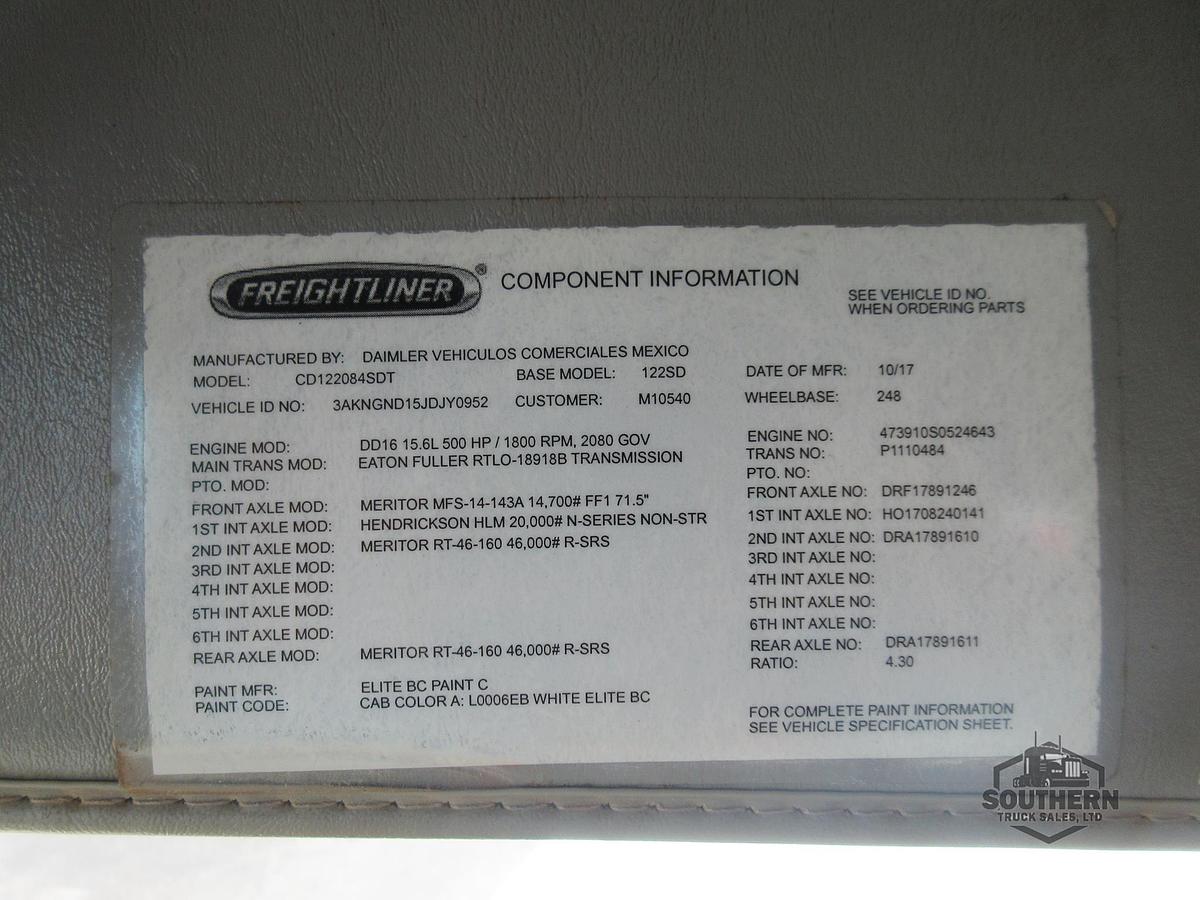 FREIGHTLINER® COMPONENT INFORMATION
SEE VEHICLE ID NO.
WHEN ORDERING PARTS
MANUFACTURED BY: DAIMLER VEHICULOS COMERCIALES MEXICO
MODEL: CD122084SDT BASE MODEL: 122SD DATE OF MFR: 10/17
VEHICLE ID NO: 3AKNGND15JDJY0952 CUSTOMER: M10540 WHEELBASE: 248
ENGINE MOD: DD16 15.6L 500 HP / 1800 RPM, 2080 GOV ENGINE NO: 473910S0524643
MAIN TRANS MOD: EATON FULLER RTLO-18918B TRANSMISSION TRANS NO: P1110484
PTO. MOD: PTO. NO:
FRONT AXLE MOD: MERITOR MFS-14-143A 14,700# FF1 71.5" FRONT AXLE NO: DRF17891246
1ST INT AXLE MOD: HENDRICKSON HLM 20,000# N-SERIES NON-STR 1ST INT AXLE NO: HO1708240141
2ND INT AXLE MOD: MERITOR RT-46-160 46,000# R-SRS 2ND INT AXLE NO: DRA17891610
3RD INT AXLE MOD: 3RD INT AXLE NO:
4TH INT AXLE MOD: 4TH INT AXLE NO:
5TH INT AXLE MOD: 5TH INT AXLE NO:
6TH INT AXLE MOD: 6TH INT AXLE NO:
REAR AXLE MOD: MERITOR RT-46-160 46,000# R-SRS REAR AXLE NO: DRA17891611
RATIO: 4.30
PAINT MFR: ELITE BC PAINT C
PAINT CODE: CAB COLOR A: L0006EB WHITE ELITE BC
FOR COMPLETE PAINT INFORMATION
SEE VEHICLE SPECIFICATION SHEET.
SOUTHERN
TRUCK SALES, LTD